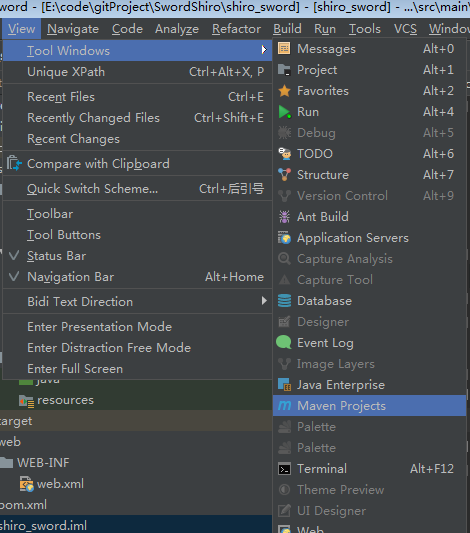 word - [E:\code\gitProject\SwordShiro\shiro_sword] - [shiro_sword] - ...\src\main
View Navigate Code Analyze Refactor Build Run Tools VCS Window
Tool Windows
Unique XPath Ctrl+Alt+X, P
Recent Files Ctrl+E
Recently Changed Files Ctrl+Shift+E
Recent Changes
Compare with Clipboard
Quick Switch Scheme... Ctrl+后引号
Toolbar
Tool Buttons
Status Bar
Navigation Bar Alt+Home
Bidi Text Direction
Enter Presentation Mode
Enter Distraction Free Mode
Enter Full Screen
Messages Alt+0
Project Alt+1
Favorites Alt+2
Run Alt+4
Debug Alt+5
TODO Alt+6
Structure Alt+7
Version Control Alt+9
Ant Build
Application Servers
Capture Analysis
Capture Tool
Database
Designer
Event Log
Image Layers
Java Enterprise
Maven Projects
Palette
Palette
Terminal Alt+F12
Theme Preview
UI Designer
Web
java
resources
target
web
WEB-INF
web.xml
pom.xml
shiro_sword.iml